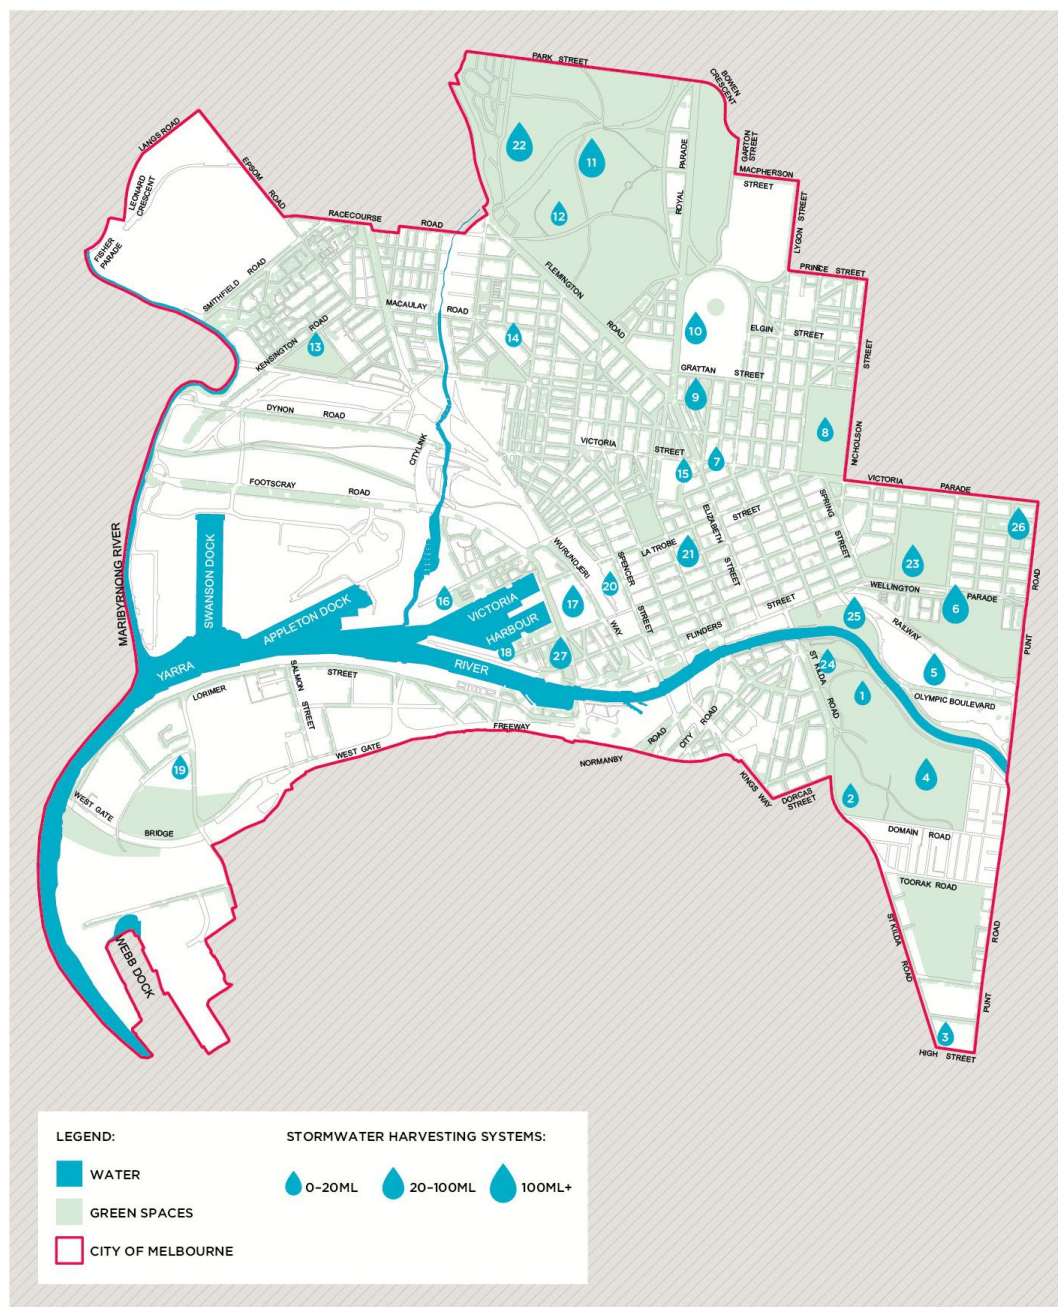 PARK STREET
BOWEN
CRESCENT
LANGS ROAD
GARTON
STREET
22
11
PARADE
EPSOM
ROAD
MACPHERSON
STREET
LEONARD
CRESCENT
ROYAL
12
RACECOURSE ROAD
LYGON STREET
FISHER
PARADE
SMITHFIELD ROAD
FLEMINGTON
ROAD
PRINCE STREET
MACAULAY ROAD
KENSINGTON ROAD
13
14
10
ELGIN STREET
NICHOLSON STREET
GRATTAN STREET
9
DYNON ROAD
CITYLINK
VICTORIA STREET
8
7
15
FOOTSCRAY ROAD
VICTORIA PARADE
SPRING STREET
ELIZABETH STREET
LA TROBE STREET
26
MARIBYRNONG RIVER
SWANSON DOCK
WURUNDJERI WAY
SPENCER STREET
21
23
WELLINGTON PARADE
PUNT ROAD
APPLETON DOCK
16
VICTORIA
HARBOUR
17
20
FLINDERS STREET
25
RAILWAY
6
18
27
YARRA RIVER
ST KILDA ROAD
24
5
LORIMER STREET
SALMON
STREET
1
OLYMPIC BOULEVARD
FREEWAY
ROAD
CITY ROAD
WEST GATE
NORMANBY
19
4
KINGS WAY
DORCAS
STREET
2
WEST GATE
BRIDGE
DOMAIN ROAD
TOORAK ROAD
WEBB DOCK
ST KILDA ROAD
PUNT ROAD
3
HIGH STREET
LEGEND:
WATER
GREEN SPACES
CITY OF MELBOURNE
STORMWATER HARVESTING SYSTEMS:
0–20ML
20–100ML
100ML+